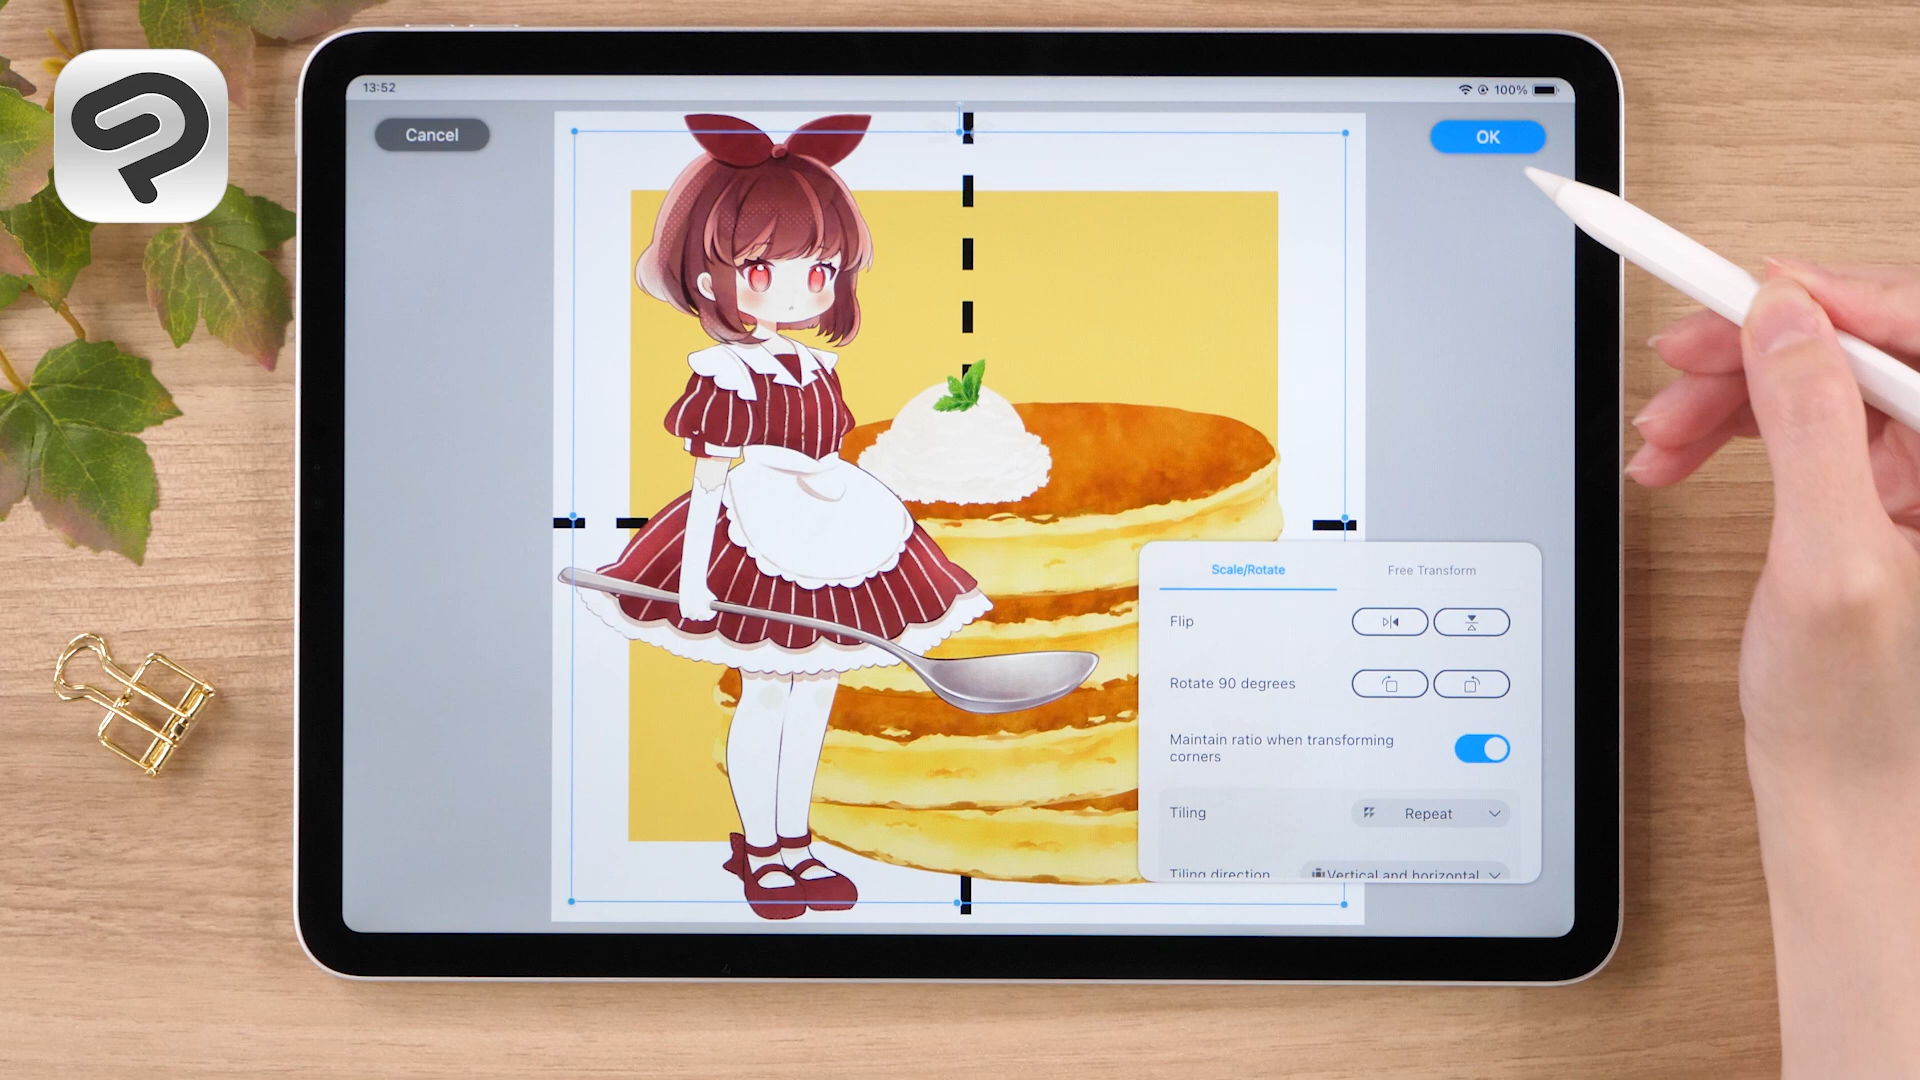 13:52
100%
Cancel
OK
Scale/Rotate
Free Transform
Flip
Rotate 90 degrees
Maintain ratio when transforming
corners
Tiling
Repeat
Tiling direction
Vertical and horizontal